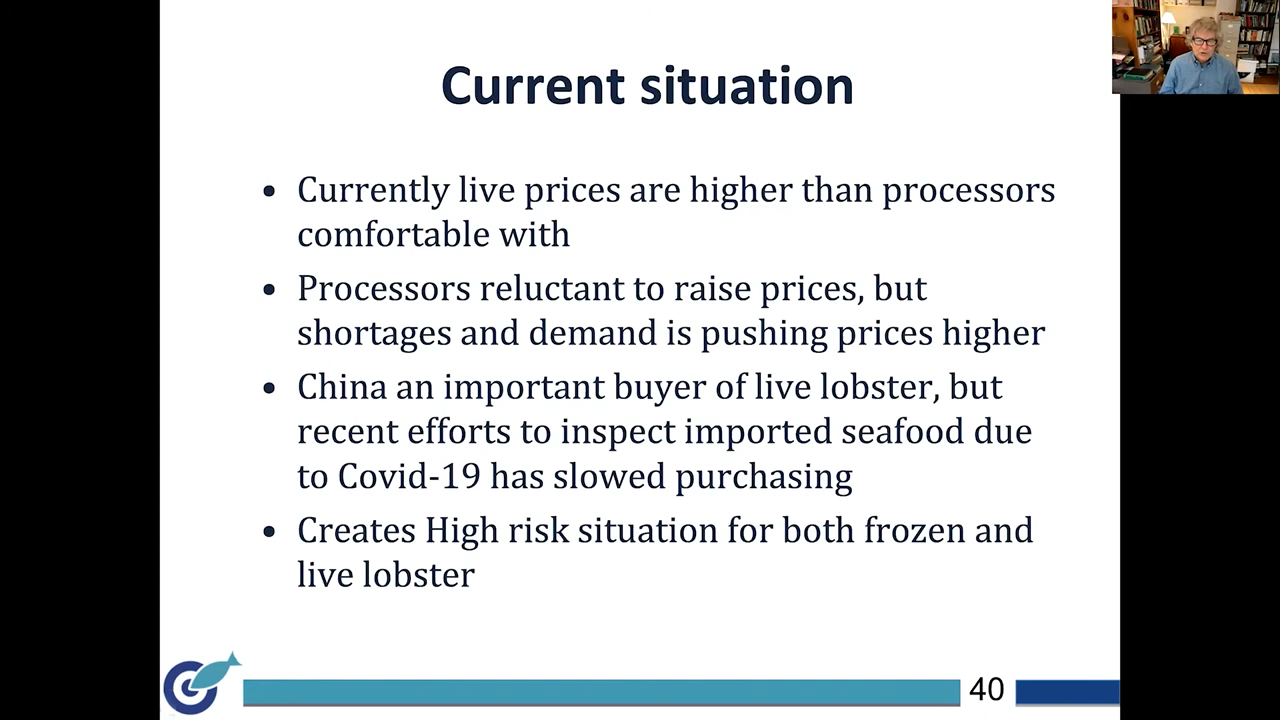 Current situation
• Currently live prices are higher than processors
comfortable with
• Processors reluctant to raise prices, but
shortages and demand is pushing prices higher
• China an important buyer of live lobster, but
recent efforts to inspect imported seafood due
to Covid-19 has slowed purchasing
• Creates High risk situation for both frozen and
live lobster
40